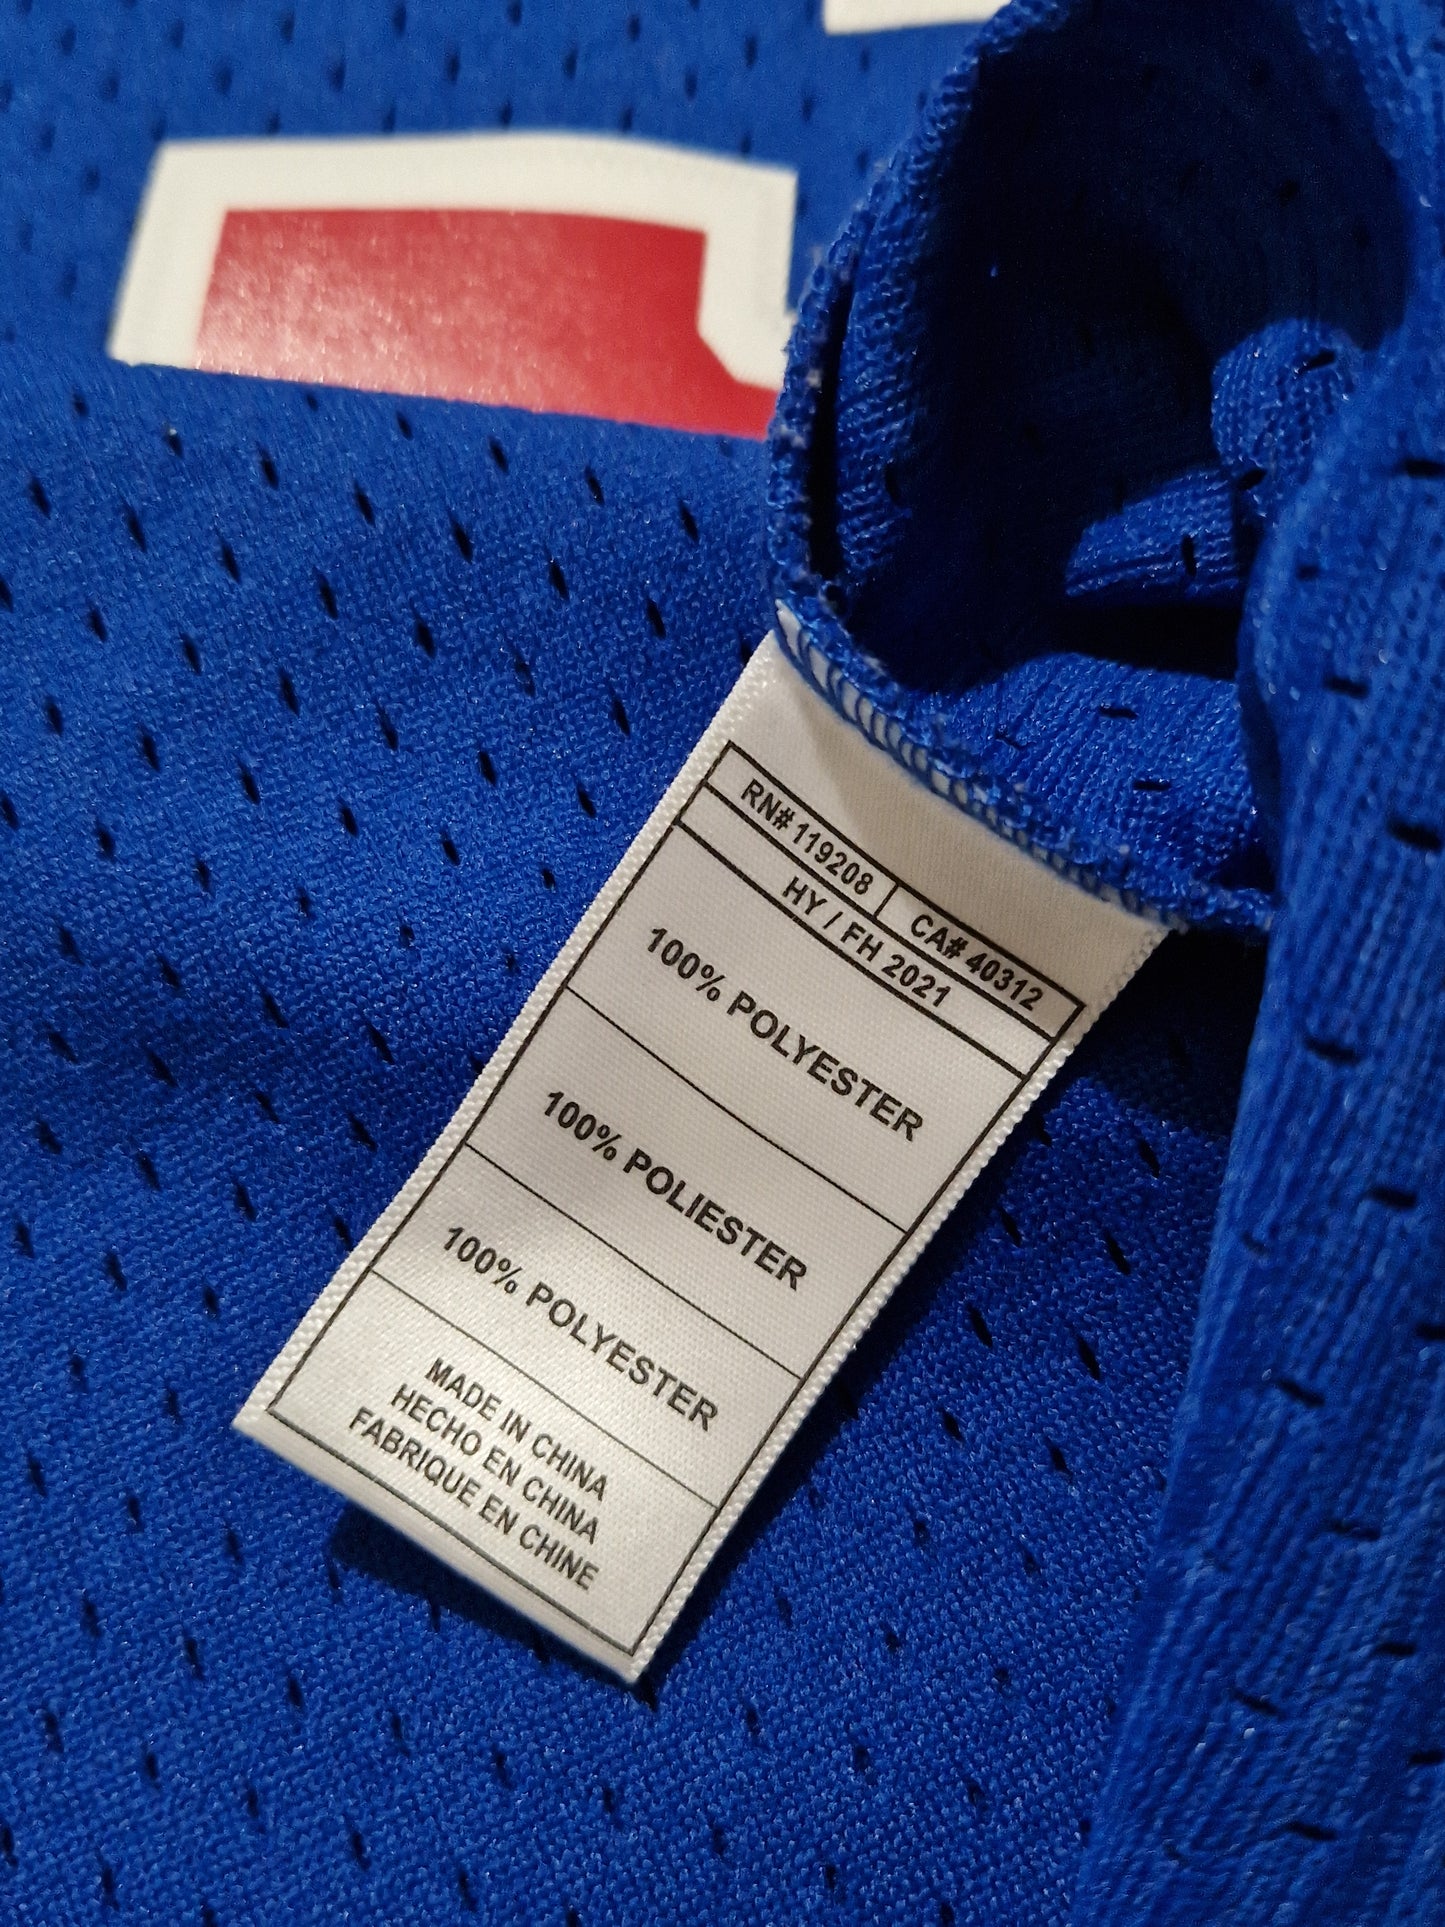 RN# 119208 CA# 40312
HY / FH 2021
100% POLYESTER
100% POLIESTER
100% POLYESTER
MADE IN CHINA
HECHO EN CHINA
FABRIQUE EN CHINE